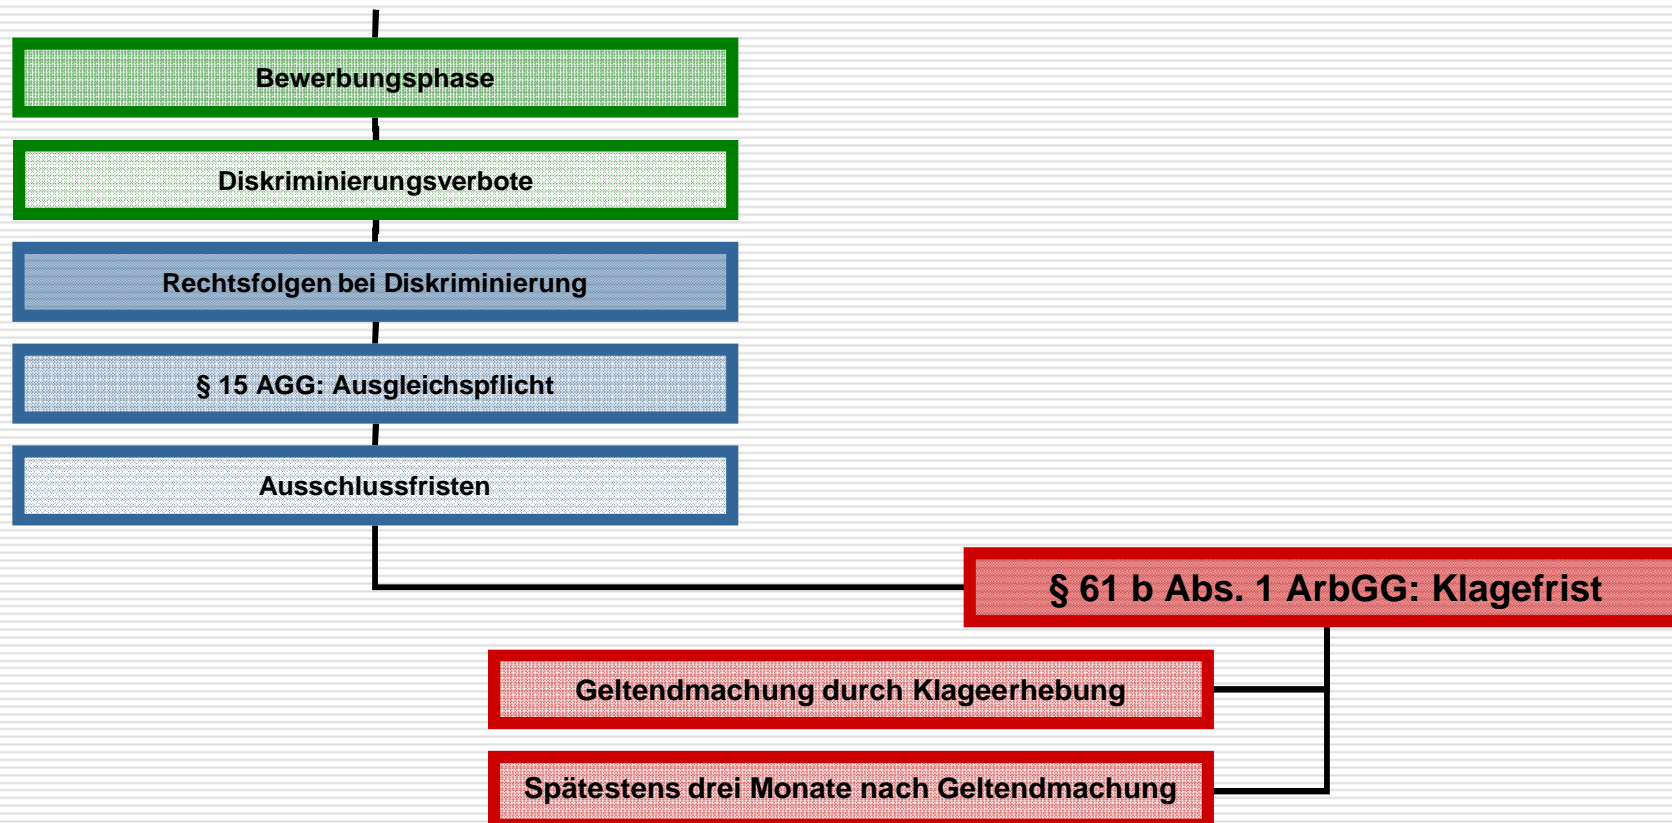 Bewerbungsphase
Diskriminierungsverbote
Rechtsfolgen bei Diskriminierung
§ 15 AGG: Ausgleichspflicht
Ausschlussfristen
§ 61 b Abs. 1 ArbGG: Klagefrist
Geltendmachung durch Klageerhebung
Spätestens drei Monate nach Geltendmachung